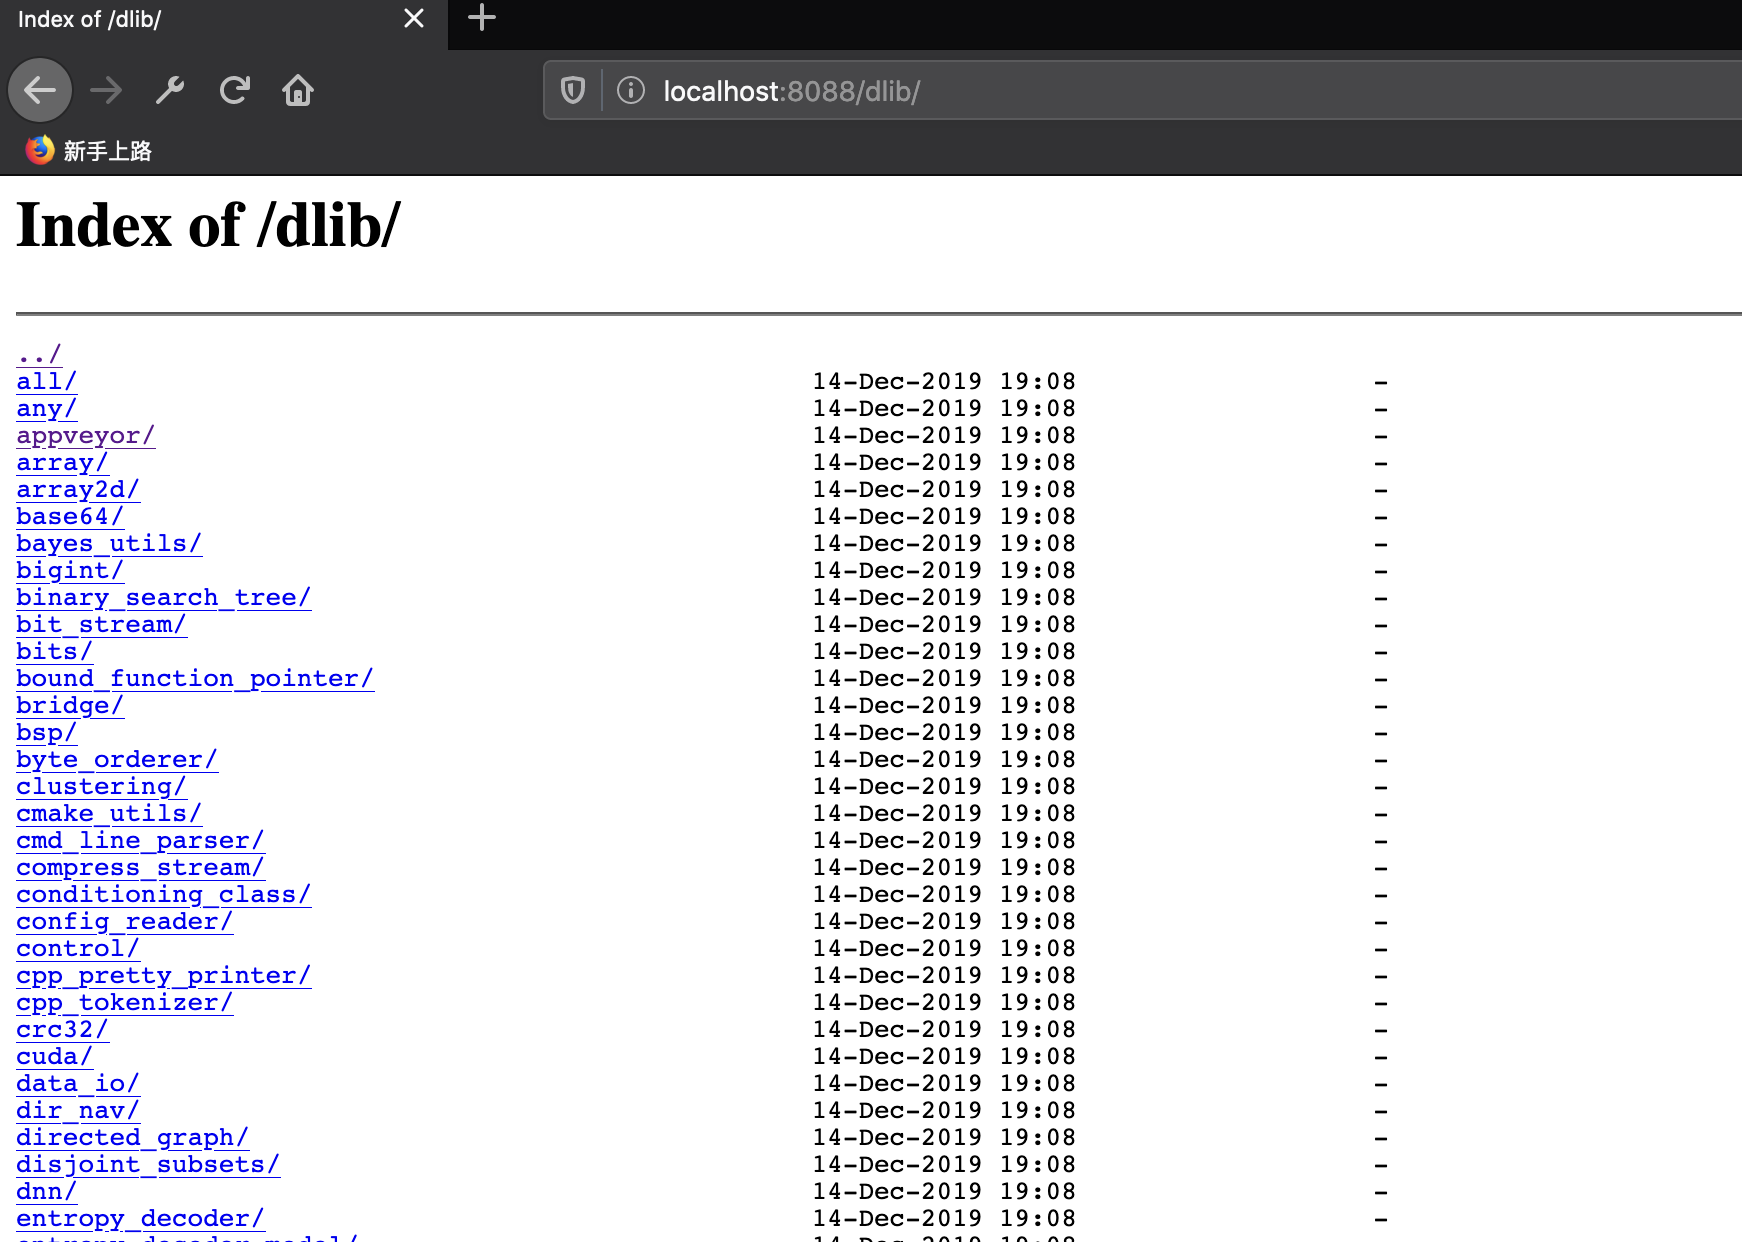 Index of /dlib/
localhost:8088/dlib/
新手上路
Index of /dlib/
../
all/ 14-Dec-2019 19:08 -
any/ 14-Dec-2019 19:08 -
appveyor/ 14-Dec-2019 19:08 -
array/ 14-Dec-2019 19:08 -
array2d/ 14-Dec-2019 19:08 -
base64/ 14-Dec-2019 19:08 -
bayes_utils/ 14-Dec-2019 19:08 -
bigint/ 14-Dec-2019 19:08 -
binary_search_tree/ 14-Dec-2019 19:08 -
bit_stream/ 14-Dec-2019 19:08 -
bits/ 14-Dec-2019 19:08 -
bound_function_pointer/ 14-Dec-2019 19:08 -
bridge/ 14-Dec-2019 19:08 -
bsp/ 14-Dec-2019 19:08 -
byte_orderer/ 14-Dec-2019 19:08 -
clustering/ 14-Dec-2019 19:08 -
cmake_utils/ 14-Dec-2019 19:08 -
cmd_line_parser/ 14-Dec-2019 19:08 -
compress_stream/ 14-Dec-2019 19:08 -
conditioning_class/ 14-Dec-2019 19:08 -
config_reader/ 14-Dec-2019 19:08 -
control/ 14-Dec-2019 19:08 -
cpp_pretty_printer/ 14-Dec-2019 19:08 -
cpp_tokenizer/ 14-Dec-2019 19:08 -
crc32/ 14-Dec-2019 19:08 -
cuda/ 14-Dec-2019 19:08 -
data_io/ 14-Dec-2019 19:08 -
dir_nav/ 14-Dec-2019 19:08 -
directed_graph/ 14-Dec-2019 19:08 -
disjoint_subsets/ 14-Dec-2019 19:08 -
dnn/ 14-Dec-2019 19:08 -
entropy_decoder/ 14-Dec-2019 19:08 -
entropy_decoder_model/ 14-Dec-2019 19:08